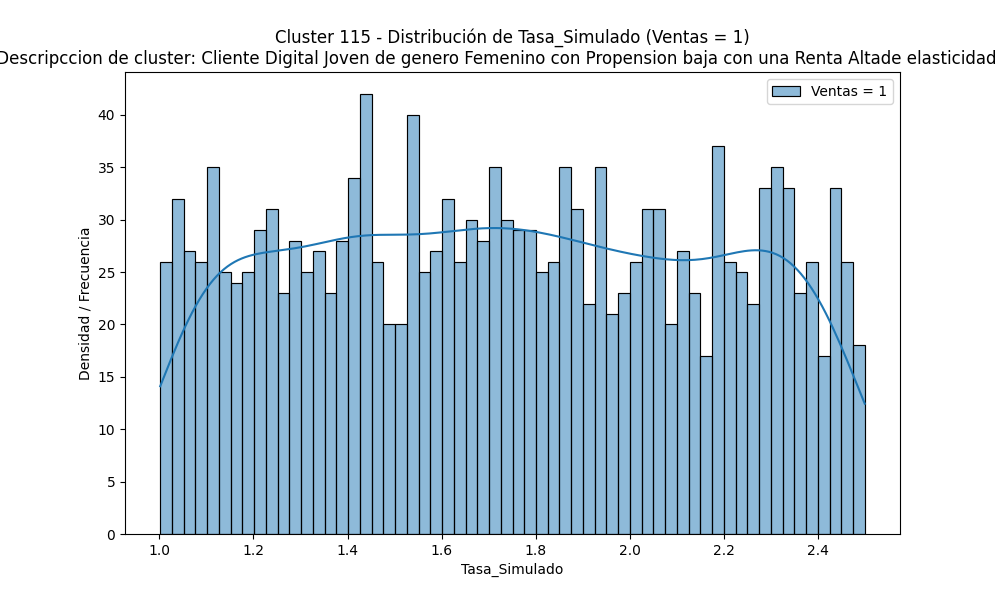 Cluster 115 - Distribución de Tasa_Simulado (Ventas = 1)
Descripccion de cluster: Cliente Digital Joven de genero Femenino con Propension baja con una Renta Altade elasticidad
Ventas = 1
Densidad / Frecuencia
40
35
30
25
20
15
10
5
0
1.0 1.2 1.4 1.6 1.8 2.0 2.2 2.4
Tasa_Simulado